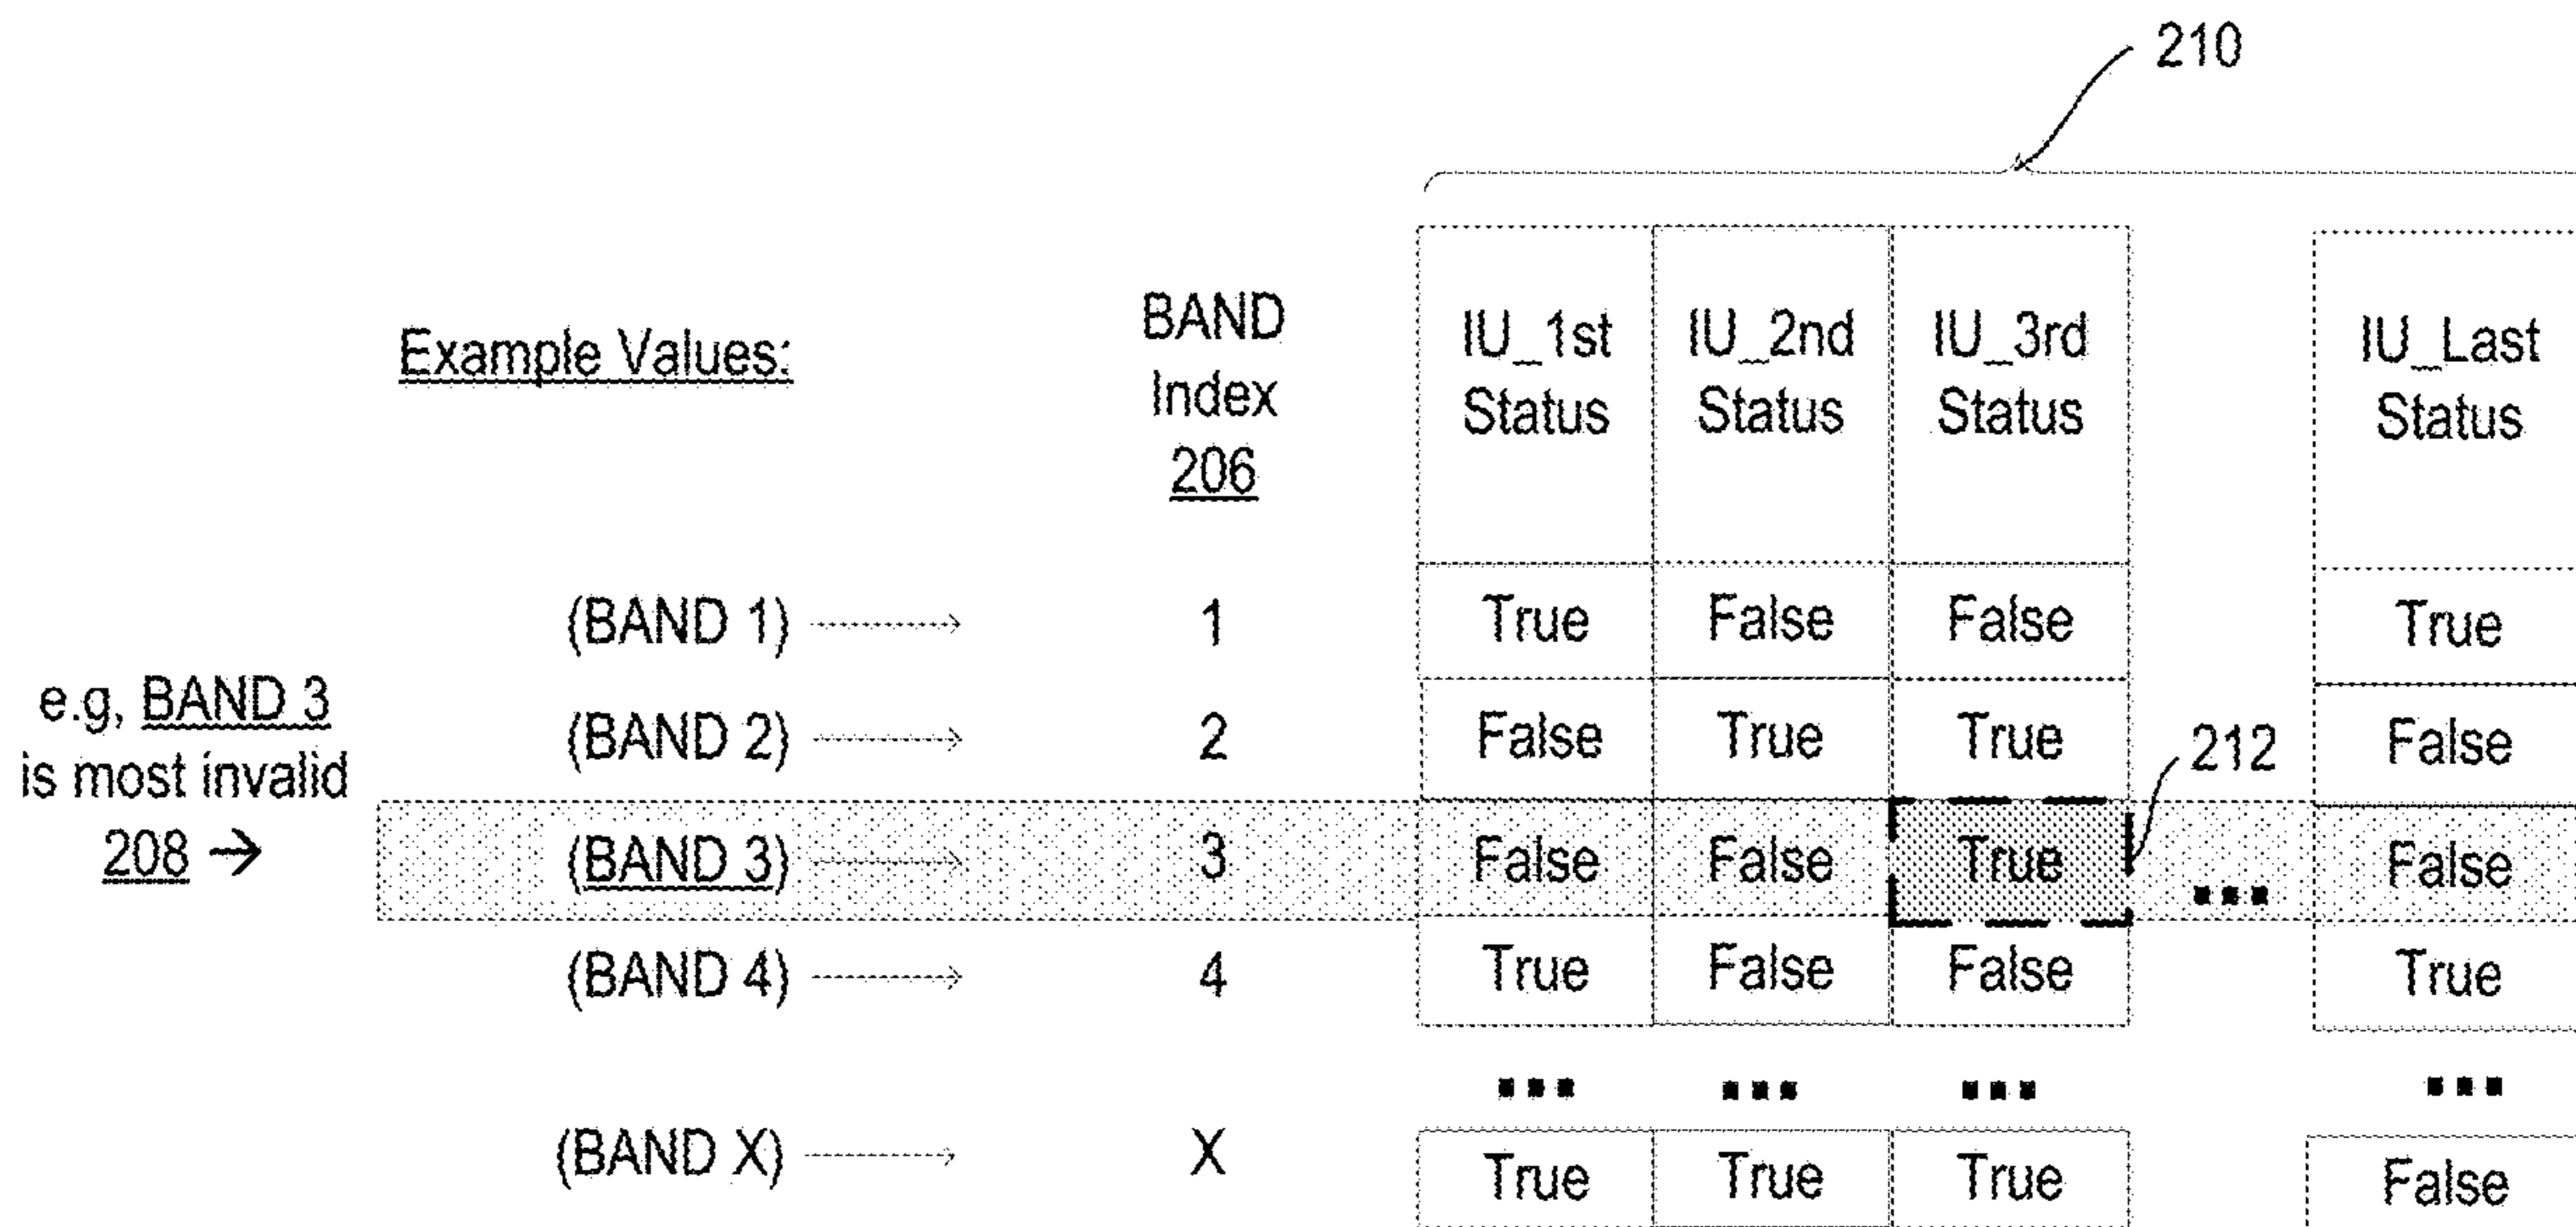 210
Example Values:
BAND
Index
206
IU_1st
Status
IU_2nd
Status
IU_3rd
Status
IU_Last
Status
(BAND 1) 1 True False False True
e.g, BAND 3
is most invalid
208 →
(BAND 2) 2 True True False
False
212
(BAND 3) 3 False False True ... False
(BAND 4) 4 True False False True
... ... ... ...
(BAND X) X True True True False